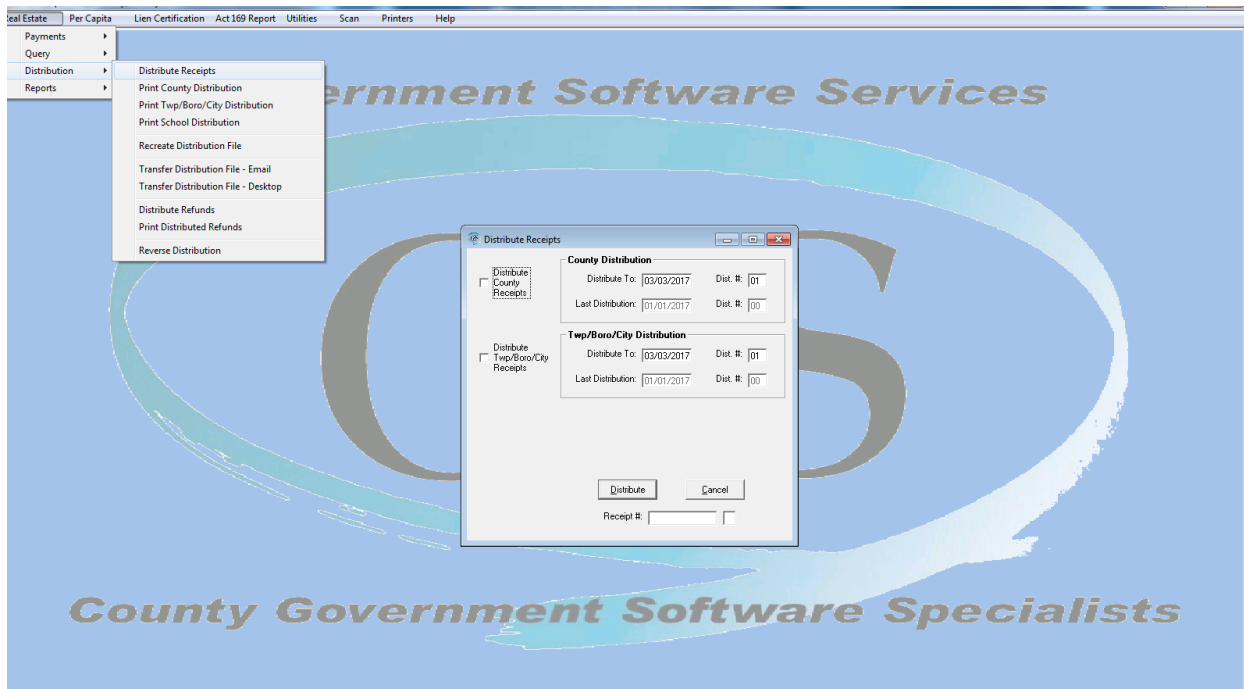 Real Estate Per Capita Lien Certification Act 169 Report Utilities Scan Printers Help
Payments
Query
Distribution
Reports
Distribute Receipts
Print County Distribution
Print Twp/Boro/City Distribution
Print School Distribution
Recreate Distribution File
Transfer Distribution File - Email
Transfer Distribution File - Desktop
Distribute Refunds
Print Distributed Refunds
Reverse Distribution
ernment Software Services
Distribute Receipts
Distribute
County
Receipts
County Distribution
Distribute To: 03/03/2017 Dist. #: 01
Last Distribution: 01/01/2017 Dist. #: 00
Distribute
Twp/Boro/City
Receipts
Twp/Boro/City Distribution
Distribute To: 03/03/2017 Dist. #: 01
Last Distribution: 01/01/2017 Dist. #: 00
Distribute Cancel
Receipt #:
County Government Software Specialists